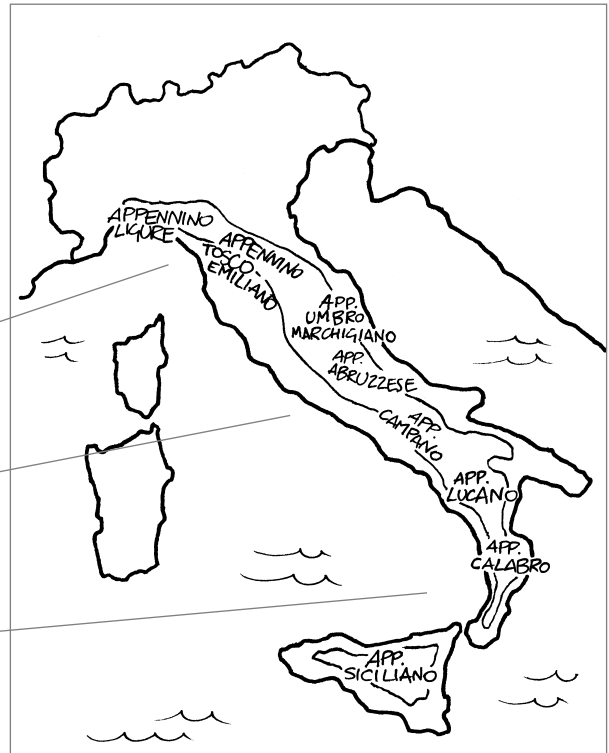 APPENNINO
LIGURE
APPENNINO
TOSCO-
EMILIANO
APP.
UMBRO
MARCHIGIANO
APP.
ABRUZZESE
APP.
CAMPANO
APP.
LUCANO
APP.
CALABRO
APP.
SICILIANO